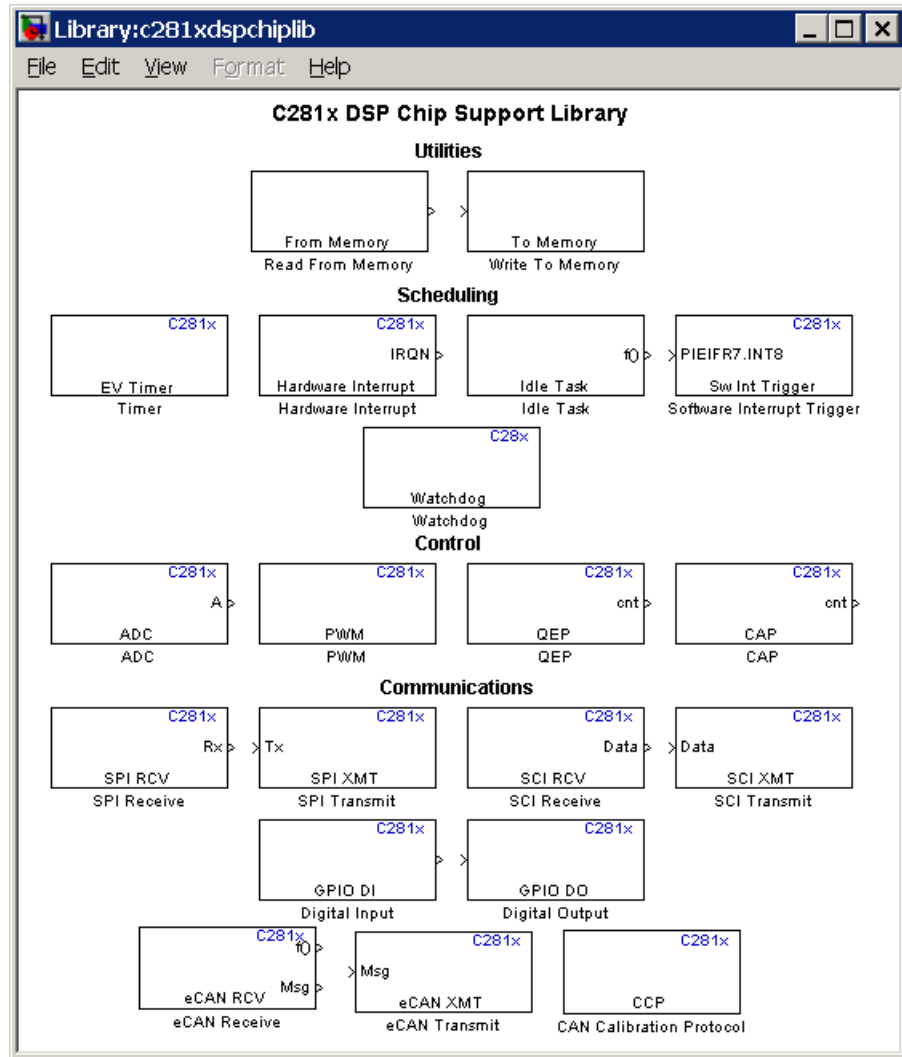 Library:c281xdspchiplib
File Edit View Format Help
C281x DSP Chip Support Library
Utilities
From Memory To Memory
Read From Memory Write To Memory
Scheduling
C281x C281x C281x
IRQN f() PIEIFR7.INT8
EV Timer Hardware Interrupt Idle Task Sw Int Trigger
Timer Hardware Interrupt Idle Task Software Interrupt Trigger
C28x
Watchdog
Watchdog
Control
C281x C281x C281x C281x
A cnt cnt
ADC PWM QEP CAP
ADC PWM QEP CAP
Communications
C281x C281x C281x C281x
Rx Tx Data Data
SPI RCV SPI XMT SCI RCV SCI XMT
SPI Receive SPI Transmit SCI Receive SCI Transmit
C281x C281x
GPIO DI GPIO DO
Digital Input Digital Output
C281x C281x C281x
f()
Msg Msg
eCAN RCV eCAN XMT CCP
eCAN Receive eCAN Transmit CAN Calibration Protocol